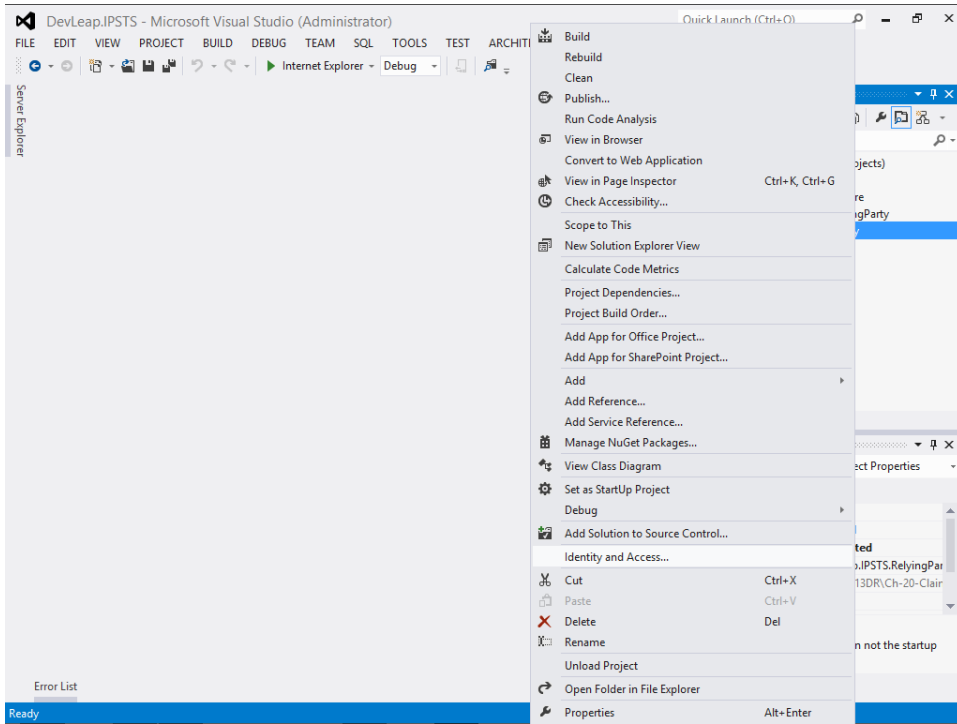 DevLeap.IPSTS - Microsoft Visual Studio (Administrator)
Quick Launch (Ctrl+Q)
FILE EDIT VIEW PROJECT BUILD DEBUG TEAM SQL TOOLS TEST ARCHITE
Internet Explorer Debug
Server Explorer
Build
Rebuild
Clean
Publish...
Run Code Analysis
View in Browser
Convert to Web Application
View in Page Inspector Ctrl+K, Ctrl+G
Check Accessibility...
Scope to This
New Solution Explorer View
Calculate Code Metrics
Project Dependencies...
Project Build Order...
Add App for Office Project...
Add App for SharePoint Project...
Add
Add Reference...
Add Service Reference...
Manage NuGet Packages...
View Class Diagram
Set as StartUp Project
Debug
Add Solution to Source Control...
Identity and Access...
Cut Ctrl+X
Paste Ctrl+V
Delete Del
Rename
Unload Project
Open Folder in File Explorer
Properties Alt+Enter
ojects)
re
ngParty
y
ect Properties
ted
.IPSTS.RelyingPar
13DR\Ch-20-Clair
n not the startup
Error List
Ready